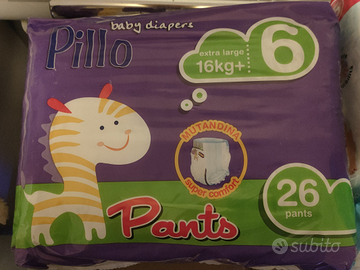 baby diapers
Pillo
extra large
16kg+
6
MUTANDINA
super comfort
Pants
26
pants
subito